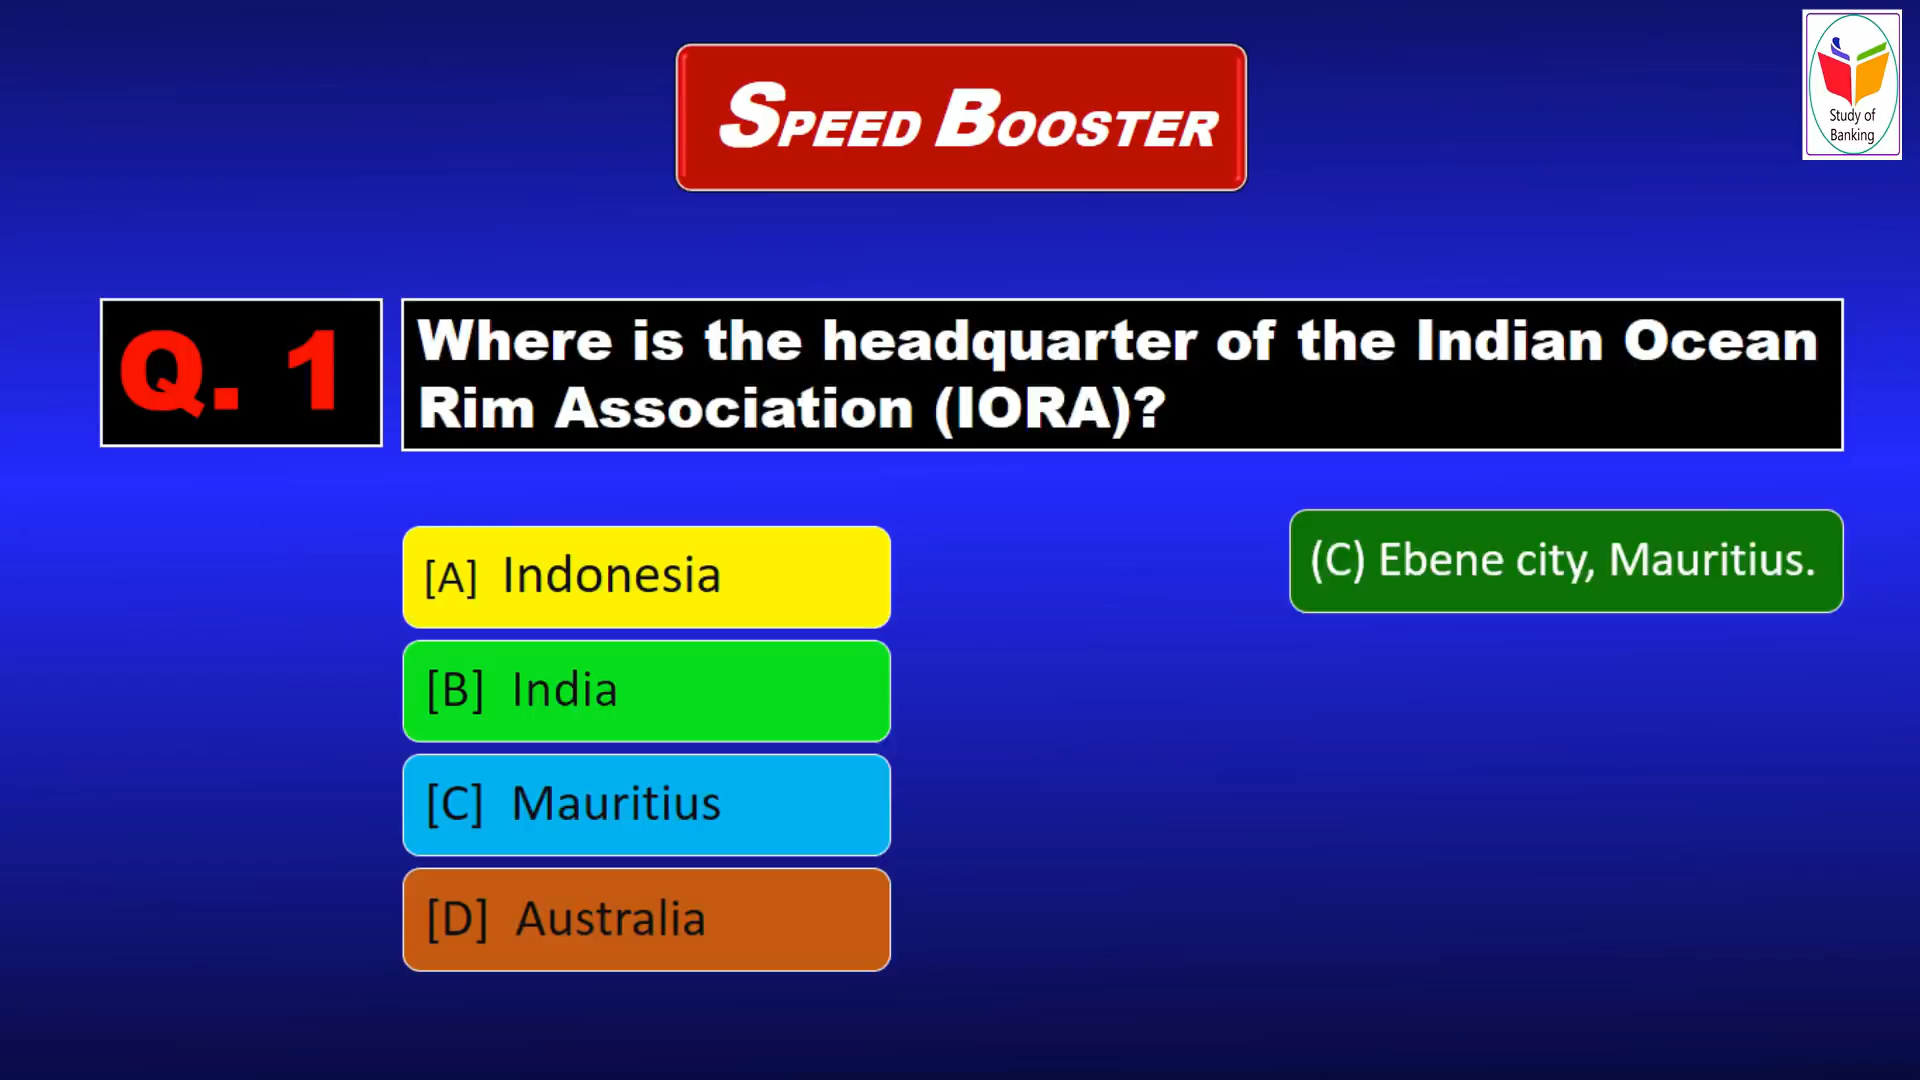 SPEED BOOSTER
Study of
Banking
Q. 1
Where is the headquarter of the Indian Ocean
Rim Association (IORA)?
[A] Indonesia
(C) Ebene city, Mauritius.
[B] India
[C] Mauritius
[D] Australia